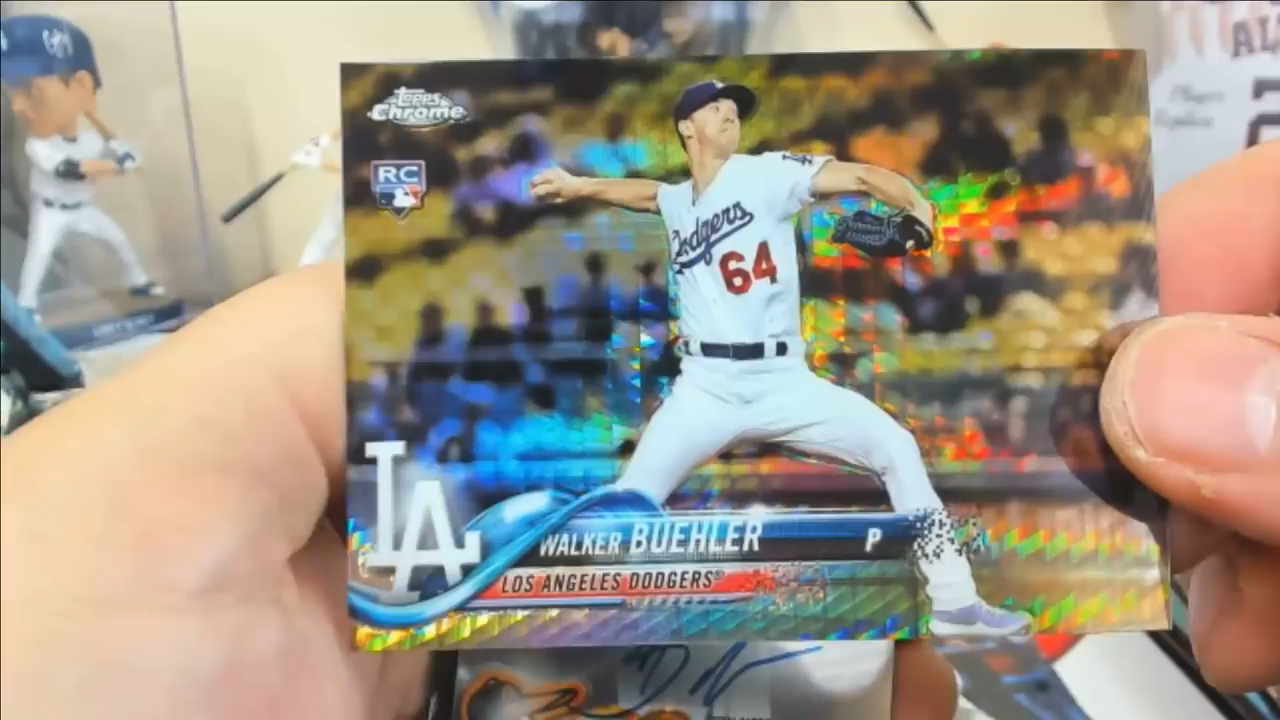 Topps
Chrome
RC
Dodgers
64
LA
WALKER BUEHLER P
LOS ANGELES DODGERS®